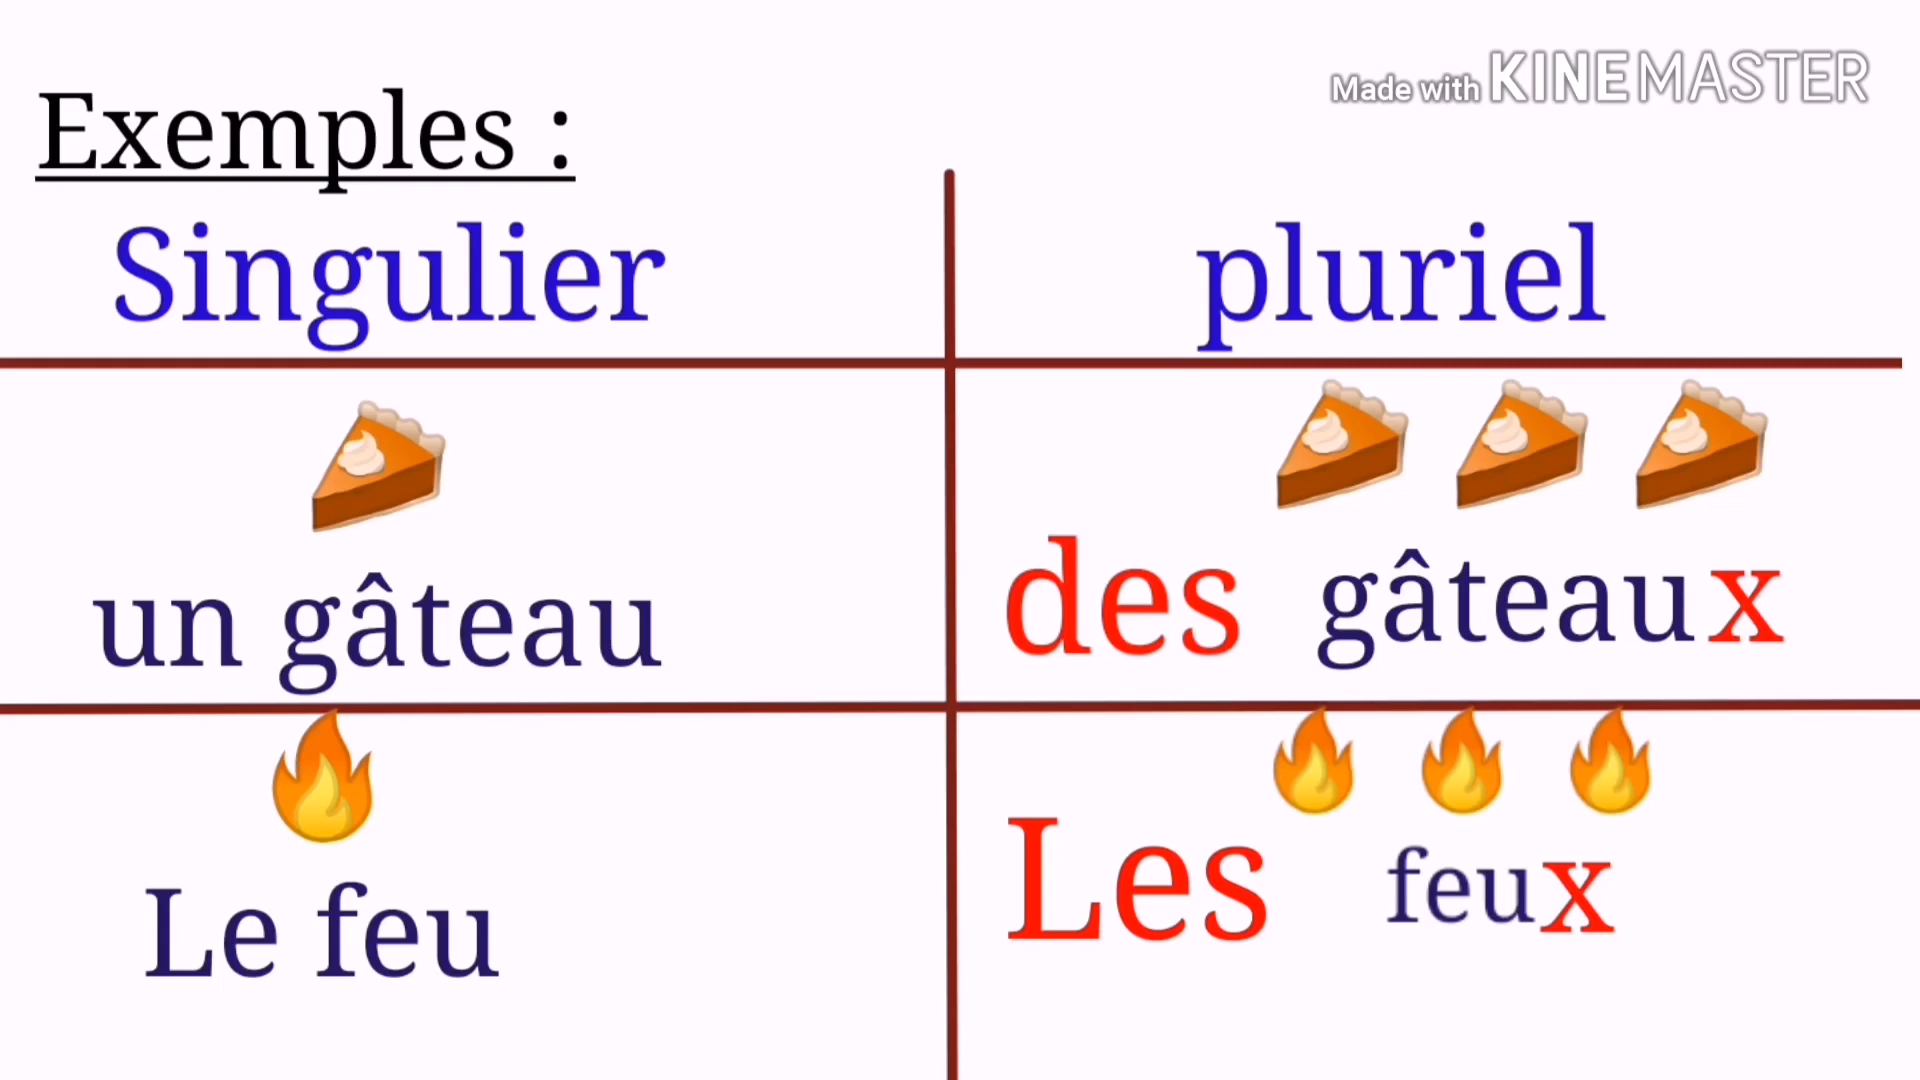 Made with KINEMASTER
Exemples :
Singulier pluriel
un gâteau des gâteaux
Le feu Les feux